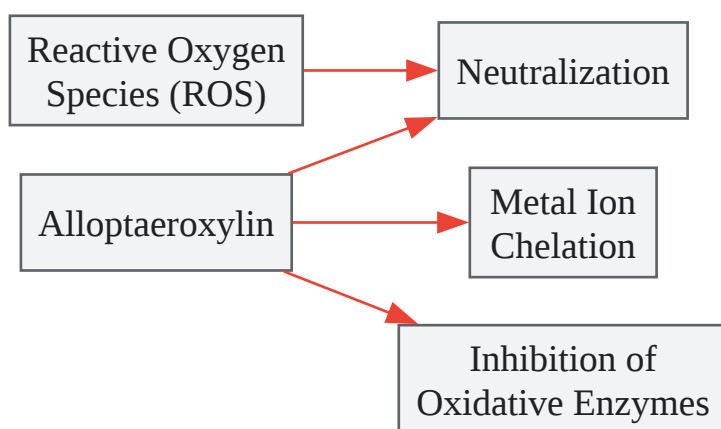 Reactive Oxygen
Species (ROS)
Neutralization
Alloptaeroxylin
Metal Ion
Chelation
Inhibition of
Oxidative Enzymes